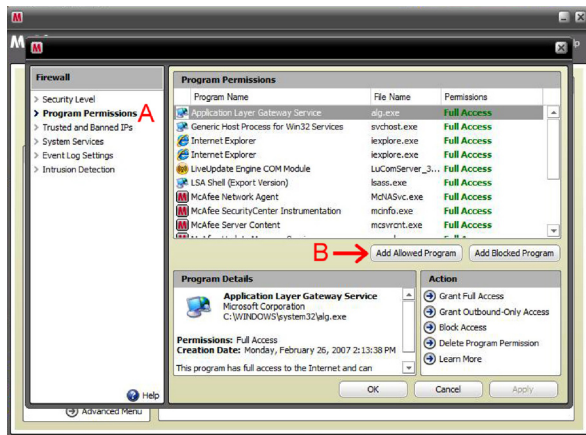 Firewall
> Security Level
> Program Permissions
A
> Trusted and Banned IPs
> System Services
> Event Log Settings
> Intrusion Detection
Help
Program Permissions
Program Name File Name Permissions
Application Layer Gateway Service alg.exe Full Access
Generic Host Process for Win32 Services svchost.exe Full Access
Internet Explorer iexplore.exe Full Access
Internet Explorer iexplore.exe Full Access
LiveUpdate Engine COM Module LuComServer_3... Full Access
LSA Shell (Export Version) lsass.exe Full Access
McAfee Network Agent McNASvc.exe Full Access
McAfee SecurityCenter Instrumentation mcinfo.exe Full Access
McAfee Server Content mcsvrcnt.exe Full Access
B
Add Allowed Program Add Blocked Program
Program Details
Application Layer Gateway Service
Microsoft Corporation
C:\WINDOWS\system32\alg.exe
Permissions: Full Access
Creation Date: Monday, February 26, 2007 2:13:38 PM
This program has full access to the Internet and can
Action
Grant Full Access
Grant Outbound-Only Access
Block Access
Delete Program Permission
Learn More
OK Cancel Apply
Advanced Menu